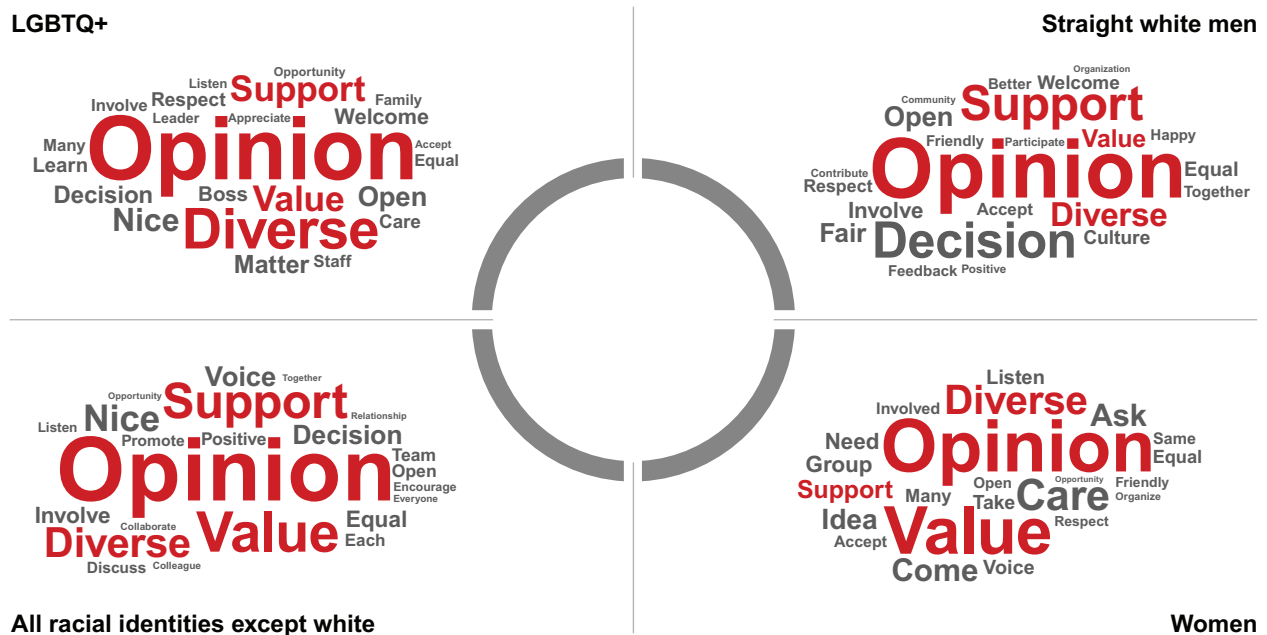 LGBTQ+
Opportunity
Listen Support
Involve Respect Family
Leader Appreciate Welcome
Many Opinion Accept
Learn Equal
Decision Boss Value Open
Nice Diverse Care
Matter Staff
Straight white men
Organization
Better Welcome
Community Support
Open
Friendly Participate Value Happy
Contribute Opinion Equal
Respect Together
Involve Accept Diverse
Fair Decision Culture
Feedback Positive
Voice Together
Opportunity Support
Nice Relationship
Listen Promote Positive Decision
Opinion Team
Open
Encourage
Everyone
Involve Collaborate Value Equal
Diverse Each
Discuss Colleague
All racial identities except white
Listen
Involved Diverse Ask
Need Opinion Same
Group Equal
Support Many Open Care Opportunity Friendly
Take Organize
Idea Value Respect
Accept
Come Voice
Women